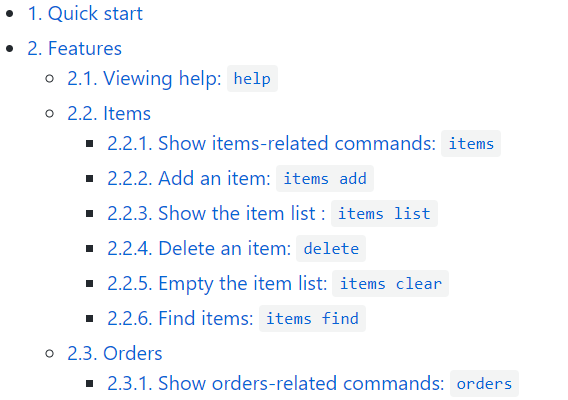 1. Quick start
2. Features
2.1. Viewing help: help
2.2. Items
2.2.1. Show items-related commands: items
2.2.2. Add an item: items add
2.2.3. Show the item list : items list
2.2.4. Delete an item: delete
2.2.5. Empty the item list: items clear
2.2.6. Find items: items find
2.3. Orders
2.3.1. Show orders-related commands: orders